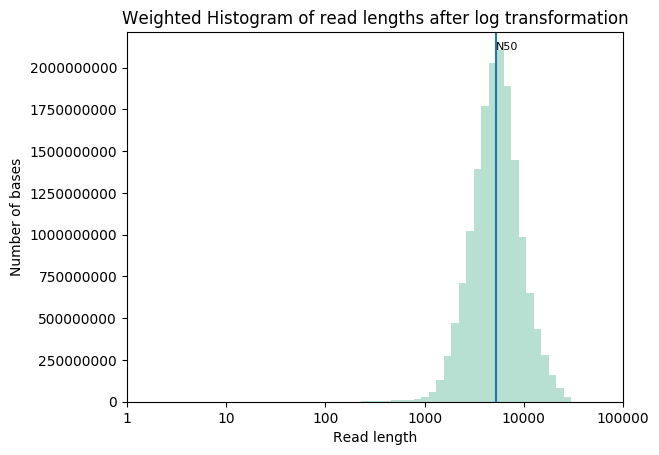 Weighted Histogram of read lengths after log transformation
N50
2000000000
1750000000
1500000000
1250000000
1000000000
750000000
500000000
250000000
0
Number of bases
1 10 100 1000 10000 100000
Read length